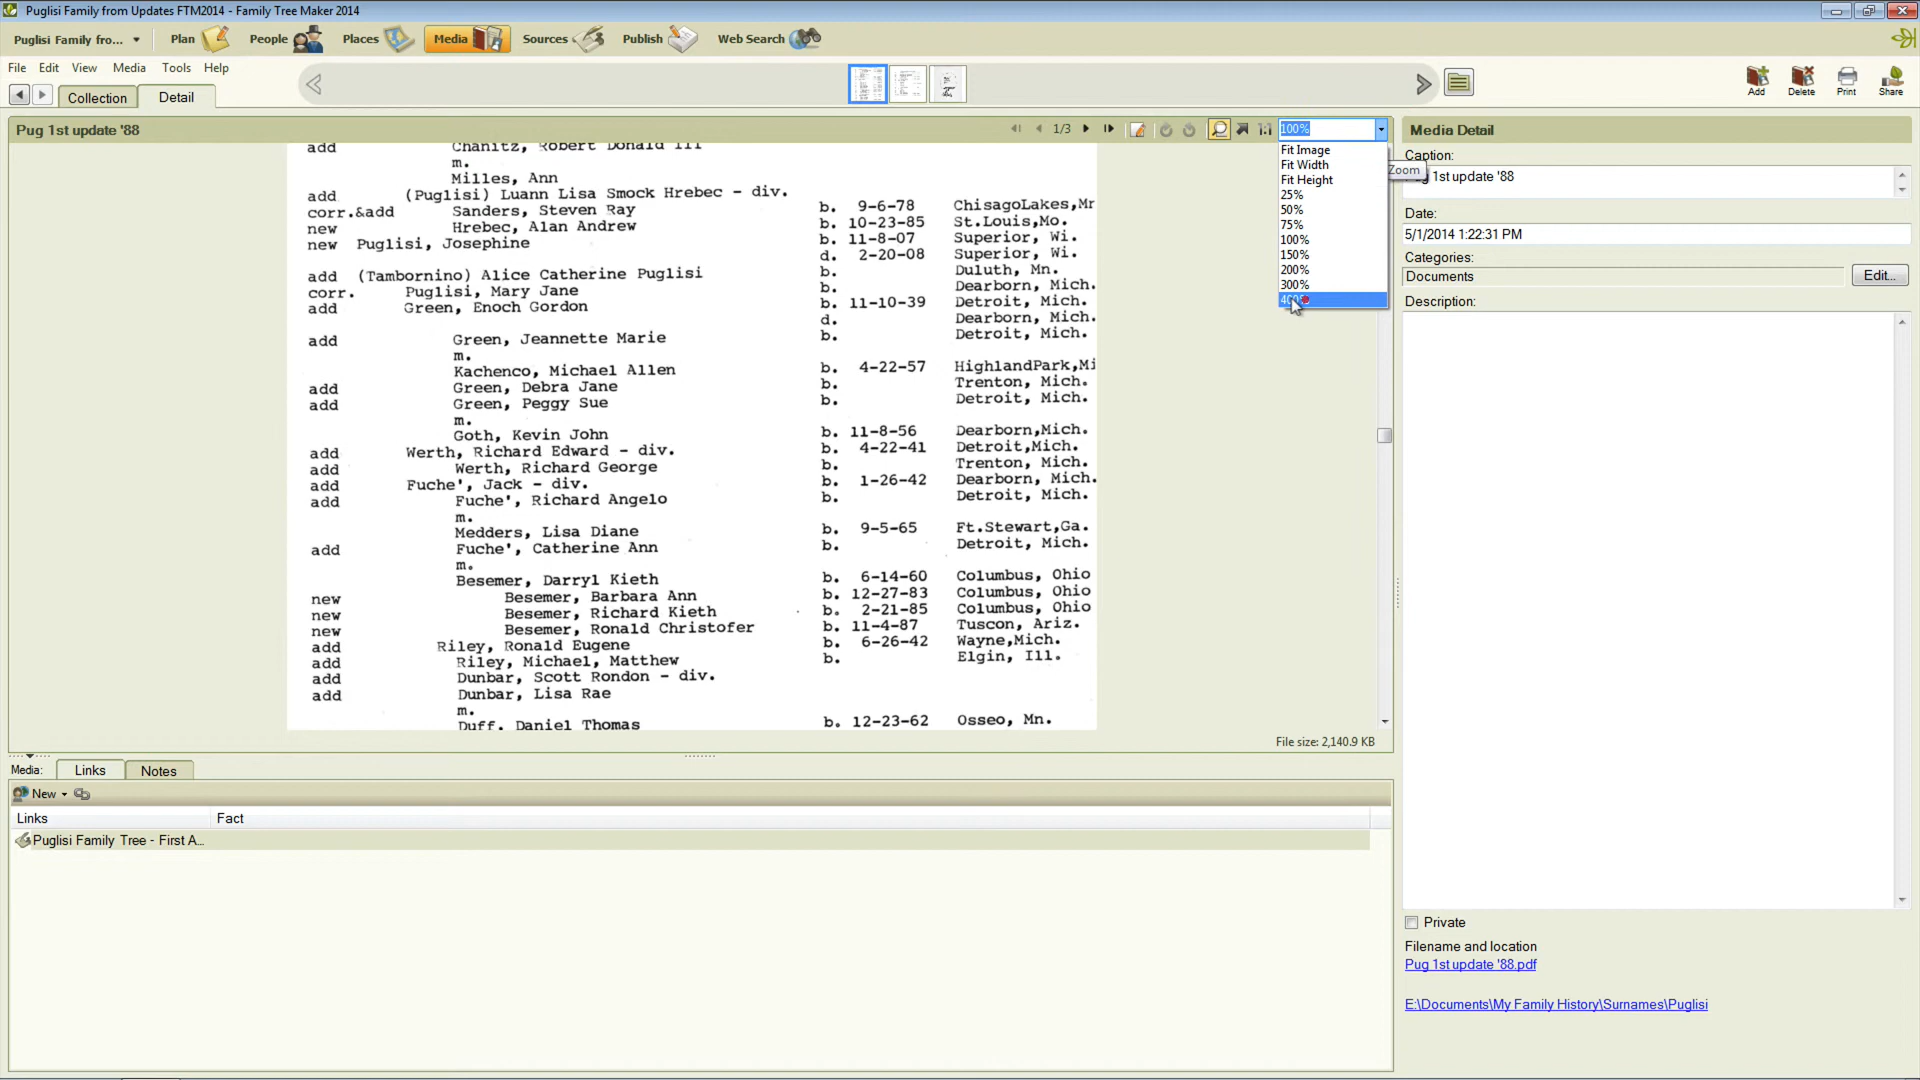 Puglisi Family from Updates FTM2014 - Family Tree Maker 2014
Puglisi Family fro... Plan People Places Media Sources Publish Web Search
File Edit View Media Tools Help
Collection Detail
Add Delete Print Share
Pug 1st update '88 1/3 1:1 100%
Fit Image
Fit Width
Fit Height
25%
50%
75%
100%
150%
200%
300%
Zoom
add Chanitz, Robert Donald III
m.
Milles, Ann
add (Puglisi) Luann Lisa Smock Hrebec - div.
corr.&add Sanders, Steven Ray b. 9-6-78 ChisagoLakes,Mr
new Hrebec, Alan Andrew b. 10-23-85 St.Louis,Mo.
new Puglisi, Josephine b. 11-8-07 Superior, Wi.
d. 2-20-08 Superior, Wi.
add (Tambornino) Alice Catherine Puglisi b. Duluth, Mn.
corr. Puglisi, Mary Jane b. Dearborn, Mich.
add Green, Enoch Gordon b. 11-10-39 Detroit, Mich.
d. Dearborn, Mich.
add Green, Jeannette Marie b. Detroit, Mich.
m.
Kachenco, Michael Allen b. 4-22-57 HighlandPark,Mi
add Green, Debra Jane b. Trenton, Mich.
add Green, Peggy Sue b. Detroit, Mich.
m.
Goth, Kevin John b. 11-8-56 Dearborn,Mich.
add Werth, Richard Edward - div. b. 4-22-41 Detroit,Mich.
add Werth, Richard George b. Trenton, Mich.
add Fuche', Jack - div. b. 1-26-42 Dearborn, Mich.
add Fuche', Richard Angelo b. Detroit, Mich.
m.
Medders, Lisa Diane b. 9-5-65 Ft.Stewart,Ga.
add Fuche', Catherine Ann b. Detroit, Mich.
m.
Besemer, Darryl Kieth b. 6-14-60 Columbus, Ohio
new Besemer, Barbara Ann b. 12-27-83 Columbus, Ohio
new Besemer, Richard Kieth b. 2-21-85 Columbus, Ohio
new Besemer, Ronald Christofer b. 11-4-87 Tuscon, Ariz.
add Riley, Ronald Eugene b. 6-26-42 Wayne,Mich.
add Riley, Michael, Matthew b. Elgin, Ill.
add Dunbar, Scott Rondon - div.
add Dunbar, Lisa Rae
m.
Duff, Daniel Thomas b. 12-23-62 Osseo, Mn.
File size: 2,140.9 KB
Media: Links Notes
New
Links Fact
Puglisi Family Tree - First A...
Media Detail
Caption:
1st update '88
Date:
5/1/2014 1:22:31 PM
Categories:
Documents Edit...
Description:
Private
Filename and location
Pug 1st update '88.pdf
E:\Documents\My Family History\Surnames\Puglisi